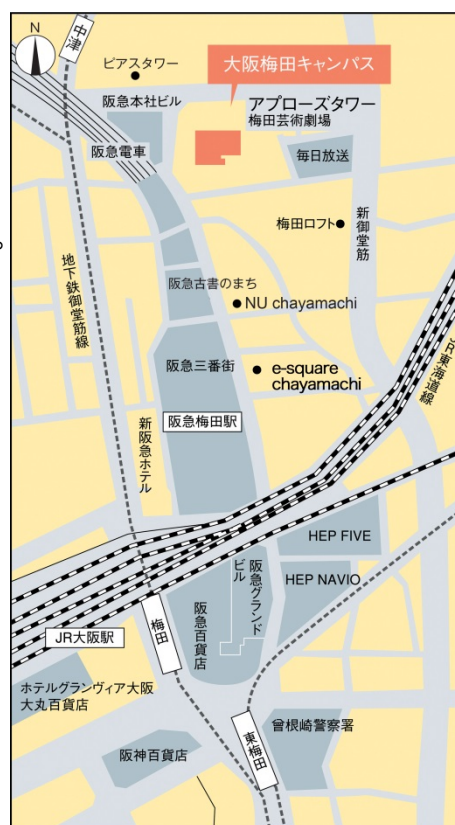 N
中津
ピアスタワー
大阪梅田キャンパス
阪急本社ビル
アプローズタワー
梅田芸術劇場
阪急電車
毎日放送
梅田ロフト
新御堂筋
地下鉄御堂筋線
阪急古書のまち
NU chayamachi
JR東海道線
阪急三番街
e-square
chayamachi
阪急梅田駅
新阪急ホテル
HEP FIVE
HEP NAVIO
阪急グランド
ビル
阪急百貨店
梅田
JR大阪駅
ホテルグランヴィア大阪
大丸百貨店
東梅田
曾根崎警察署
阪神百貨店